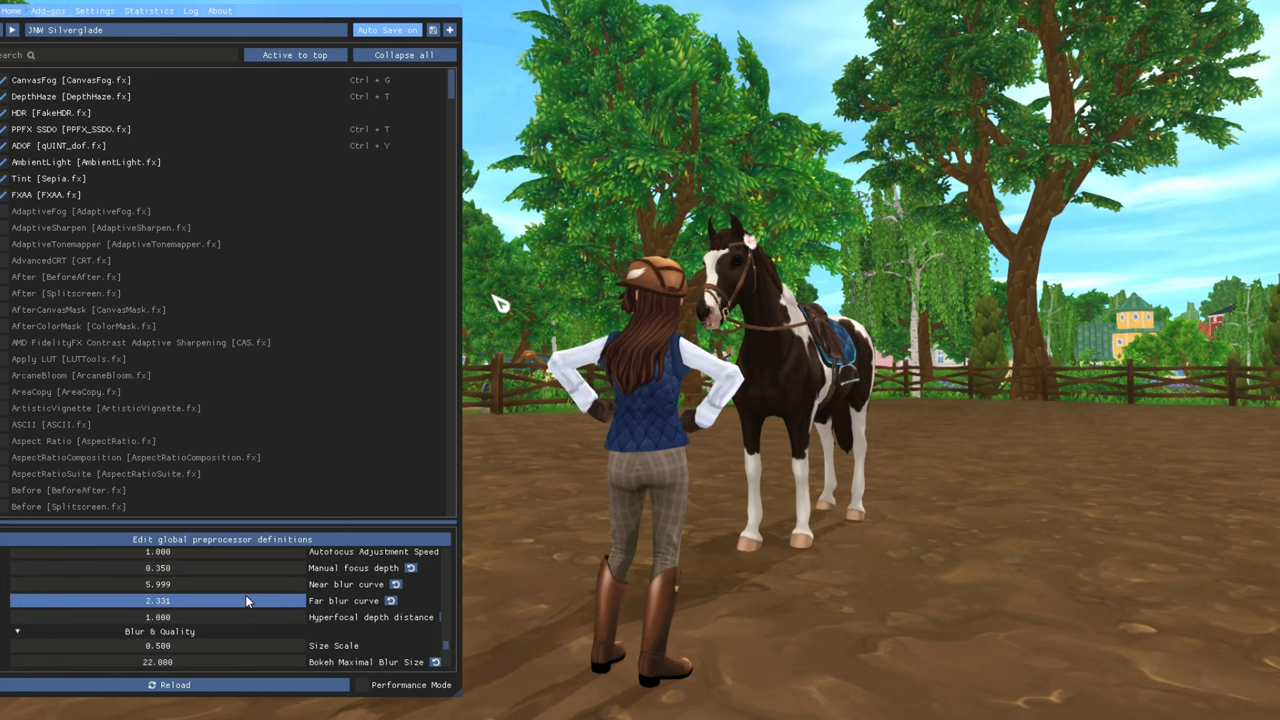 Home Add-ons Settings Statistics Log About
JNW Silverglade Auto Save on
earch Active to top Collapse all
CanvasFog [CanvasFog.fx] Ctrl + G
DepthHaze [DepthHaze.fx] Ctrl + T
HDR [FakeHDR.fx]
PPFX SSDO [PPFX_SSDO.fx] Ctrl + T
ADOF [qUINT_dof.fx] Ctrl + Y
AmbientLight [AmbientLight.fx]
Tint [Sepia.fx]
FXAA [FXAA.fx]
AdaptiveFog [AdaptiveFog.fx]
AdaptiveSharpen [AdaptiveSharpen.fx]
AdaptiveTonemapper [AdaptiveTonemapper.fx]
AdvancedCRT [CRT.fx]
After [BeforeAfter.fx]
After [Splitscreen.fx]
AfterCanvasMask [CanvasMask.fx]
AfterColorMask [ColorMask.fx]
AMD FidelityFX Contrast Adaptive Sharpening [CAS.fx]
Apply LUT [LUTTools.fx]
ArcaneBloom [ArcaneBloom.fx]
AreaCopy [AreaCopy.fx]
ArtisticVignette [ArtisticVignette.fx]
ASCII [ASCII.fx]
Aspect Ratio [AspectRatio.fx]
AspectRatioComposition [AspectRatioComposition.fx]
AspectRatioSuite [AspectRatioSuite.fx]
Before [BeforeAfter.fx]
Before [Splitscreen.fx]
Edit global preprocessor definitions
1.000 Autofocus Adjustment Speed
0.350 Manual focus depth
5.999 Near blur curve
2.331 Far blur curve
1.000 Hyperfocal depth distance
Blur & Quality
0.500 Size Scale
22.000 Bokeh Maximal Blur Size
Reload Performance Mode